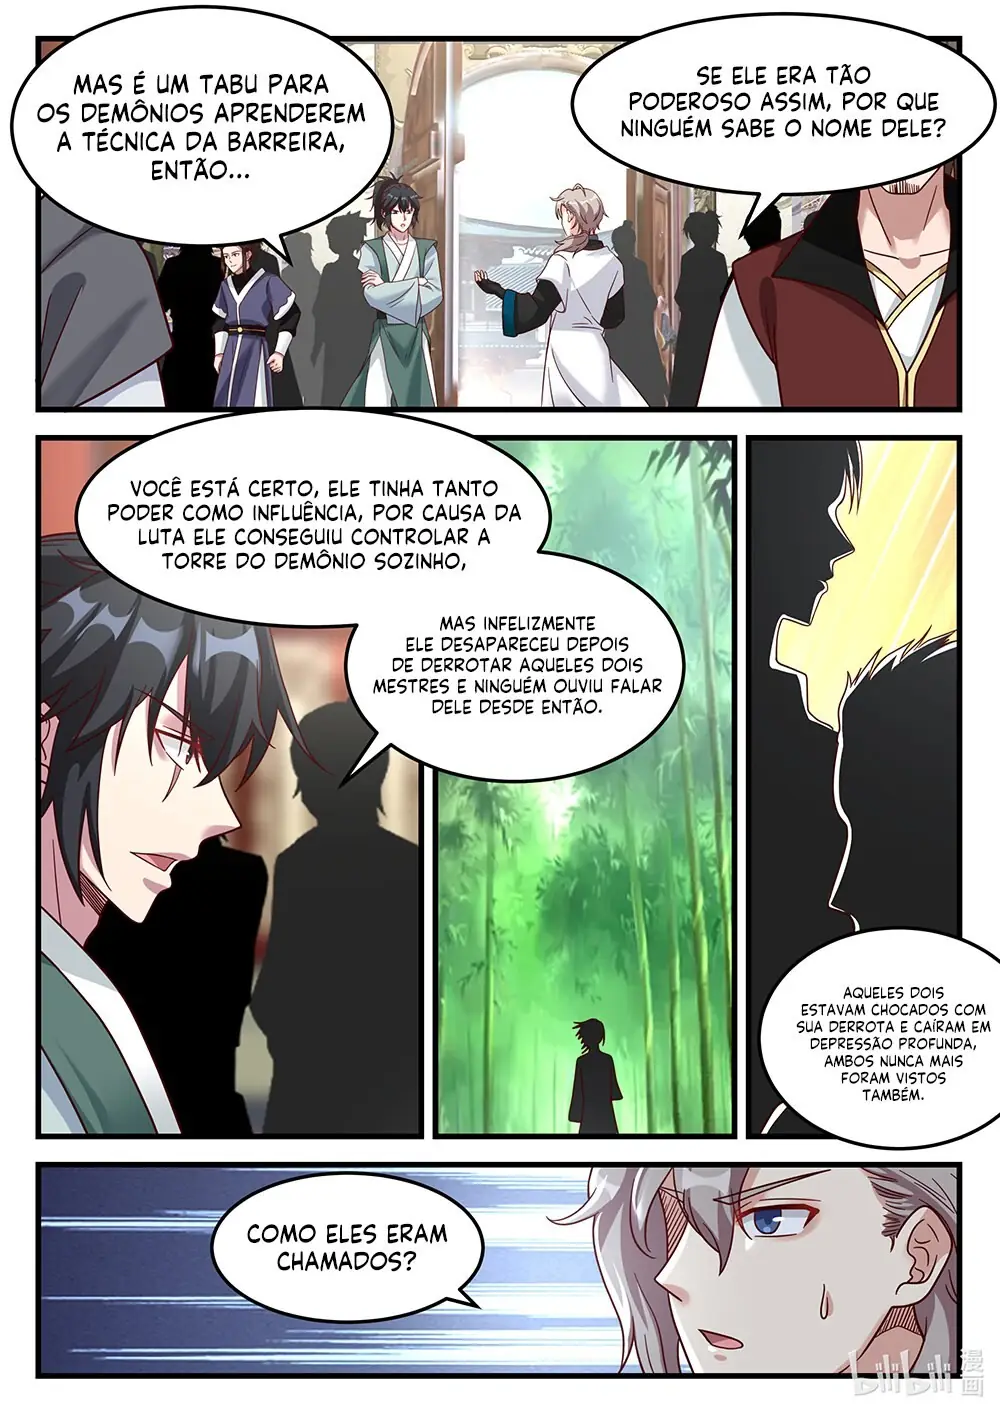 MAS É UM TABU PARA
OS DEMÔNIOS APRENDEREM
A TÉCNICA DA BARREIRA,
ENTÃO...
SE ELE ERA TÃO
PODEROSO ASSIM, POR QUE
NINGUÉM SABE O NOME DELE?
VOCÊ ESTÁ CERTO, ELE TINHA TANTO
PODER COMO INFLUÊNCIA, POR CAUSA DA
LUTA ELE CONSEGUIU CONTROLAR A
TORRE DO DEMÔNIO SOZINHO,
MAS INFELIZMENTE
ELE DESAPARECEU DEPOIS
DE DERROTAR AQUELES DOIS
MESTRES E NINGUÉM OUVIU FALAR
DELE DESDE ENTÃO.
AQUELES DOIS
ESTAVAM CHOCADOS COM
SUA DERROTA E CAÍRAM EM
DEPRESSÃO PROFUNDA,
AMBOS NUNCA MAIS
FORAM VISTOS
TAMBÉM.
COMO ELES ERAM
CHAMADOS?
bilibili 漫画